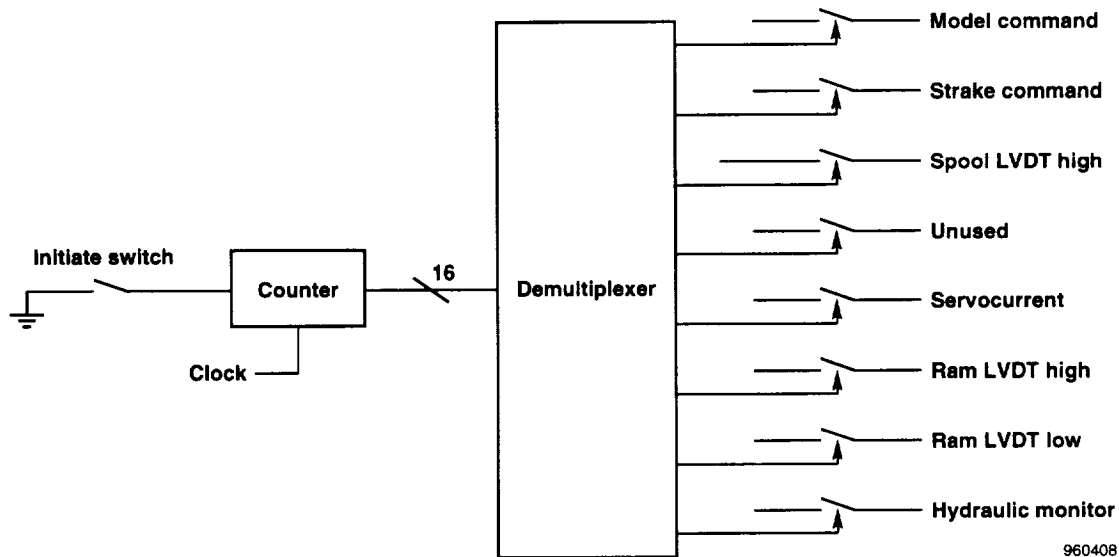 Model command
Strake command
Spool LVDT high
Unused
Initiate switch
16
Counter
Demultiplexer
Servocurrent
Clock
Ram LVDT high
Ram LVDT low
Hydraulic monitor
960408